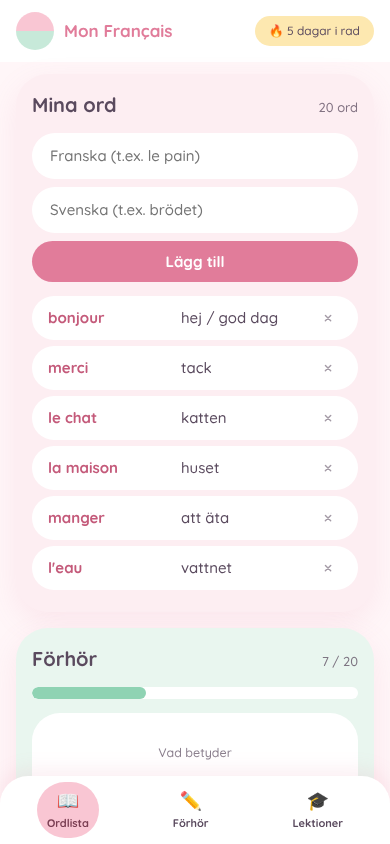 Mon Français
🔥 5 dagar i rad
Mina ord
20 ord
Franska (t.ex. le pain)
Svenska (t.ex. brödet)
Lägg till
bonjour hej / god dag ×
merci tack ×
le chat katten ×
la maison huset ×
manger att äta ×
l'eau vattnet ×
Förhör
7 / 20
Vad betyder
Ordlista Förhör Lektioner